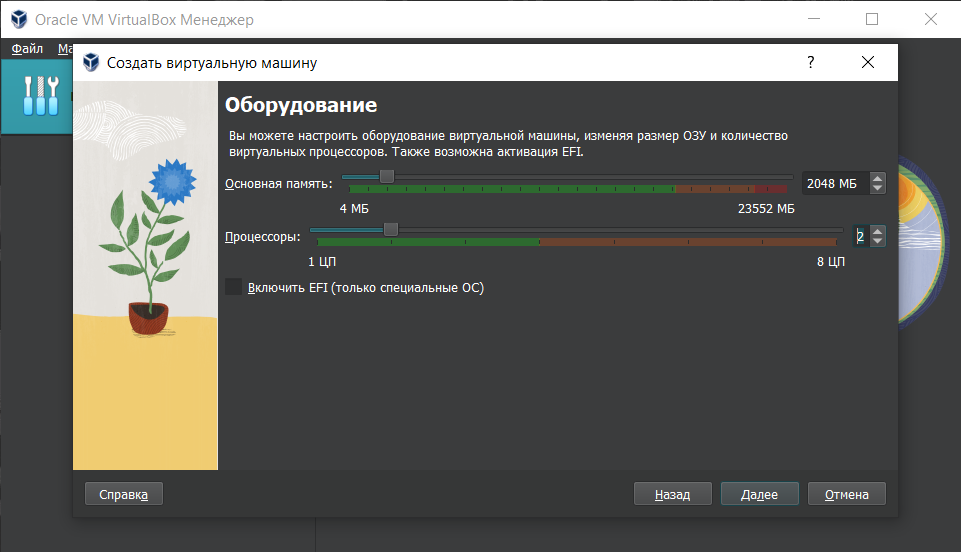 Oracle VM VirtualBox Менеджер
Файл Ма
Создать виртуальную машину
?
Оборудование
Вы можете настроить оборудование виртуальной машины, изменяя размер ОЗУ и количество
виртуальных процессоров. Также возможна активация EFI.
Основная память: 2048 МБ
4 МБ 23552 МБ
Процессоры: 2
1 ЦП 8 ЦП
Включить EFI (только специальные ОС)
Справка Назад Далее Отмена